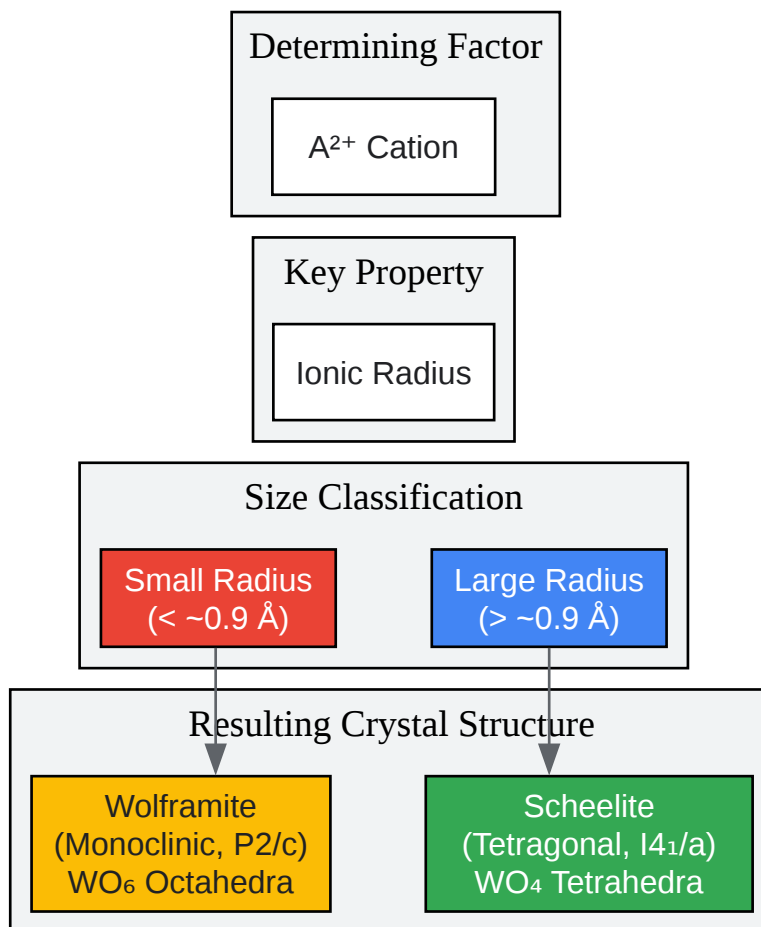 Determining Factor
A²⁺ Cation
Key Property
Ionic Radius
Size Classification
Small Radius
(< ~0.9 Å)
Large Radius
(> ~0.9 Å)
Resulting Crystal Structure
Wolframite
(Monoclinic, P2/c)
WO₆ Octahedra
Scheelite
(Tetragonal, I4₁/a)
WO₄ Tetrahedra